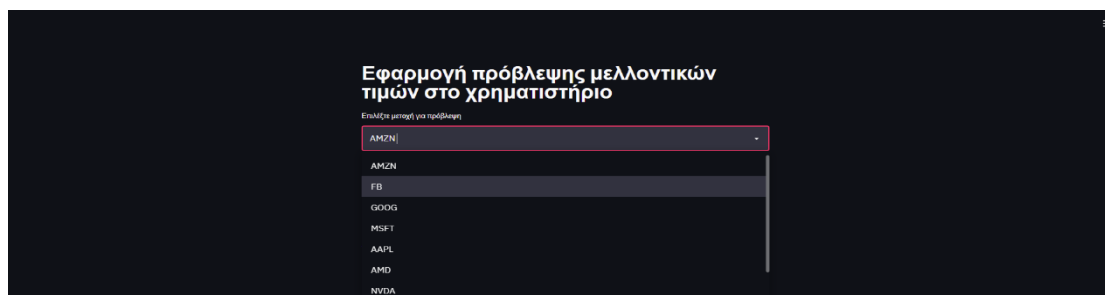 Εφαρμογή πρόβλεψης μελλοντικών
τιμών στο χρηματιστήριο
Επιλέξτε μετοχή για πρόβλεψη
AMZN
AMZN
FB
GOOG
MSFT
AAPL
AMD
NVDA